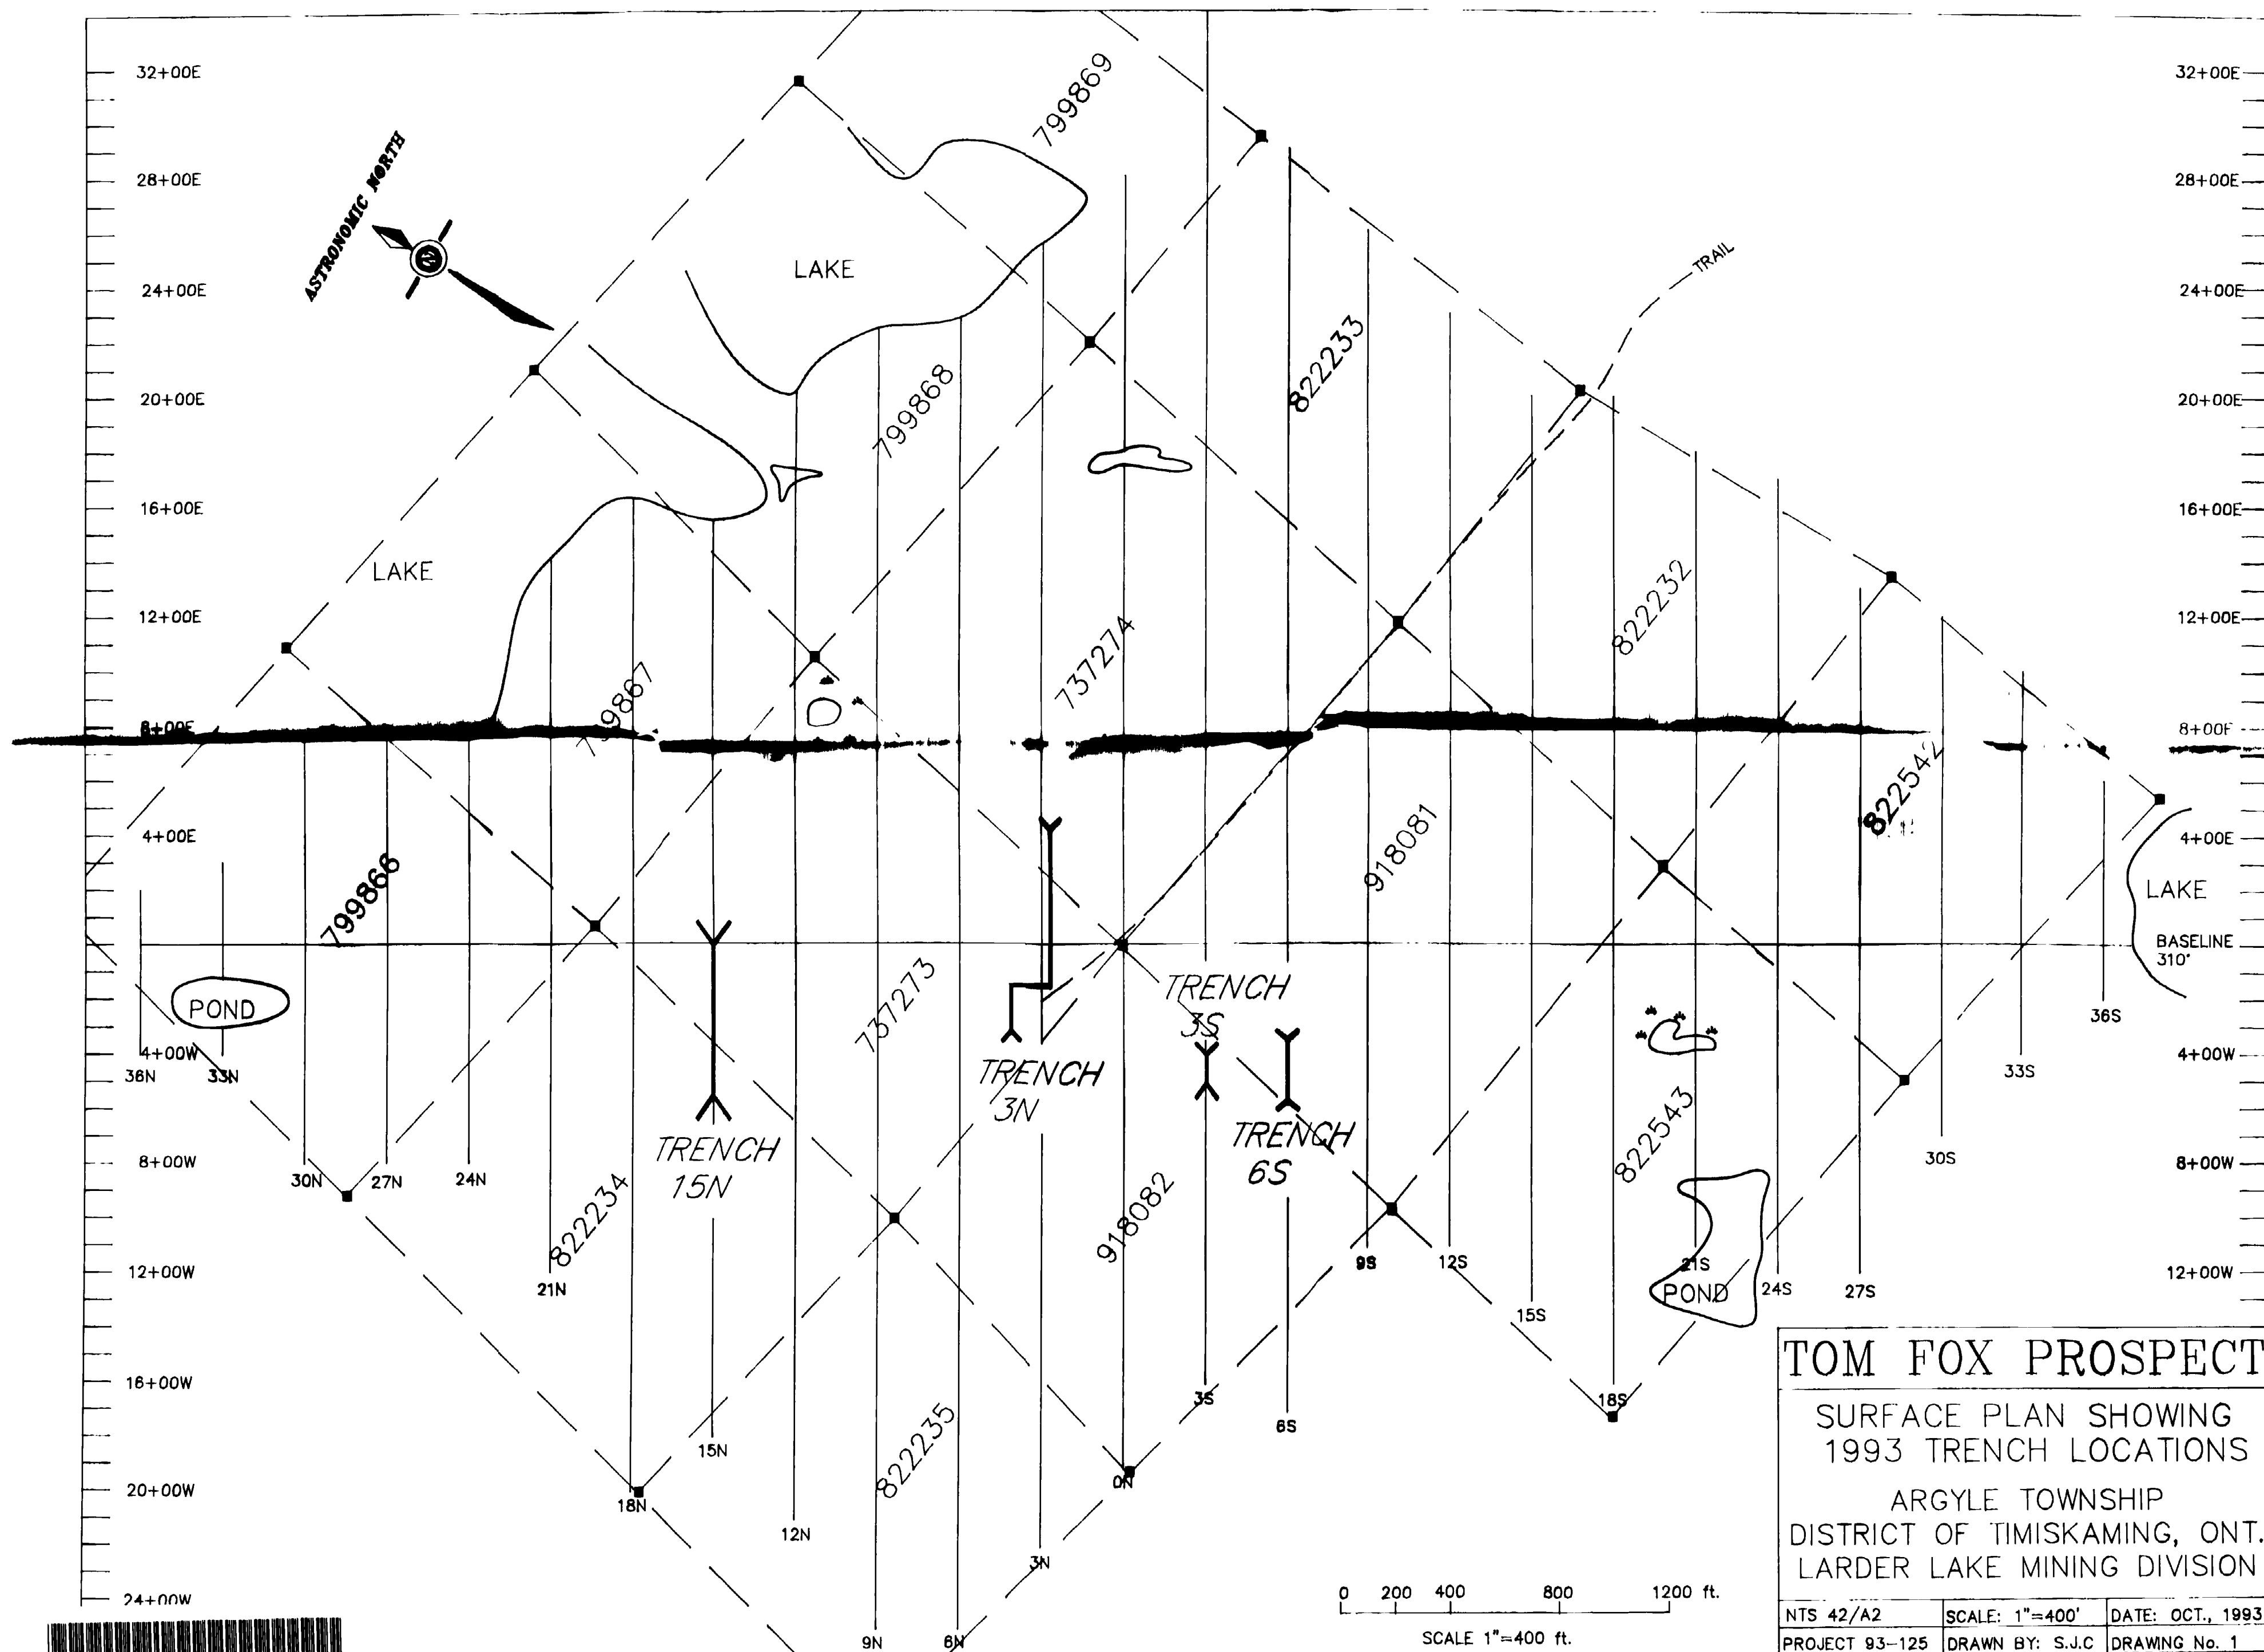 32+00E
32+00E
799869
ASTRONOMIC NORTH
N
28+00E
28+00E
TRAIL
LAKE
24+00E
24+00E
822233
799868
20+00E
20+00E
16+00E
16+00E
LAKE
822232
12+00E
12+00E
737274
799867
8+00E
822542
4+00E
4+00E
918081
799866
LAKE
BASELINE
310°
737273
TRENCH
3S
POND
36S
4+00W
4+00W
36N
33N
TRENCH
3N
33S
822543
TRENCH
15N
TRENCH
6S
8+00W
8+00W
30N
27N
24N
30S
822234
918082
12+00W
12+00W
21N
9S
12S
21S
POND
24S
27S
15S
16+00W
3S
18S
6S
822235
15N
20+00W
18N
0N
12N
3N
24+00W
9N
6N
0 200 400 800 1200 ft.
SCALE 1"=400 ft.
TOM FOX PROSPECT
SURFACE PLAN SHOWING
1993 TRENCH LOCATIONS
ARGYLE TOWNSHIP
DISTRICT OF TIMISKAMING, ONT.
LARDER LAKE MINING DIVISION
NTS 42/A2 SCALE: 1"=400' DATE: OCT., 1993
PROJECT 93-125 DRAWN BY: S.J.C DRAWING No. 1